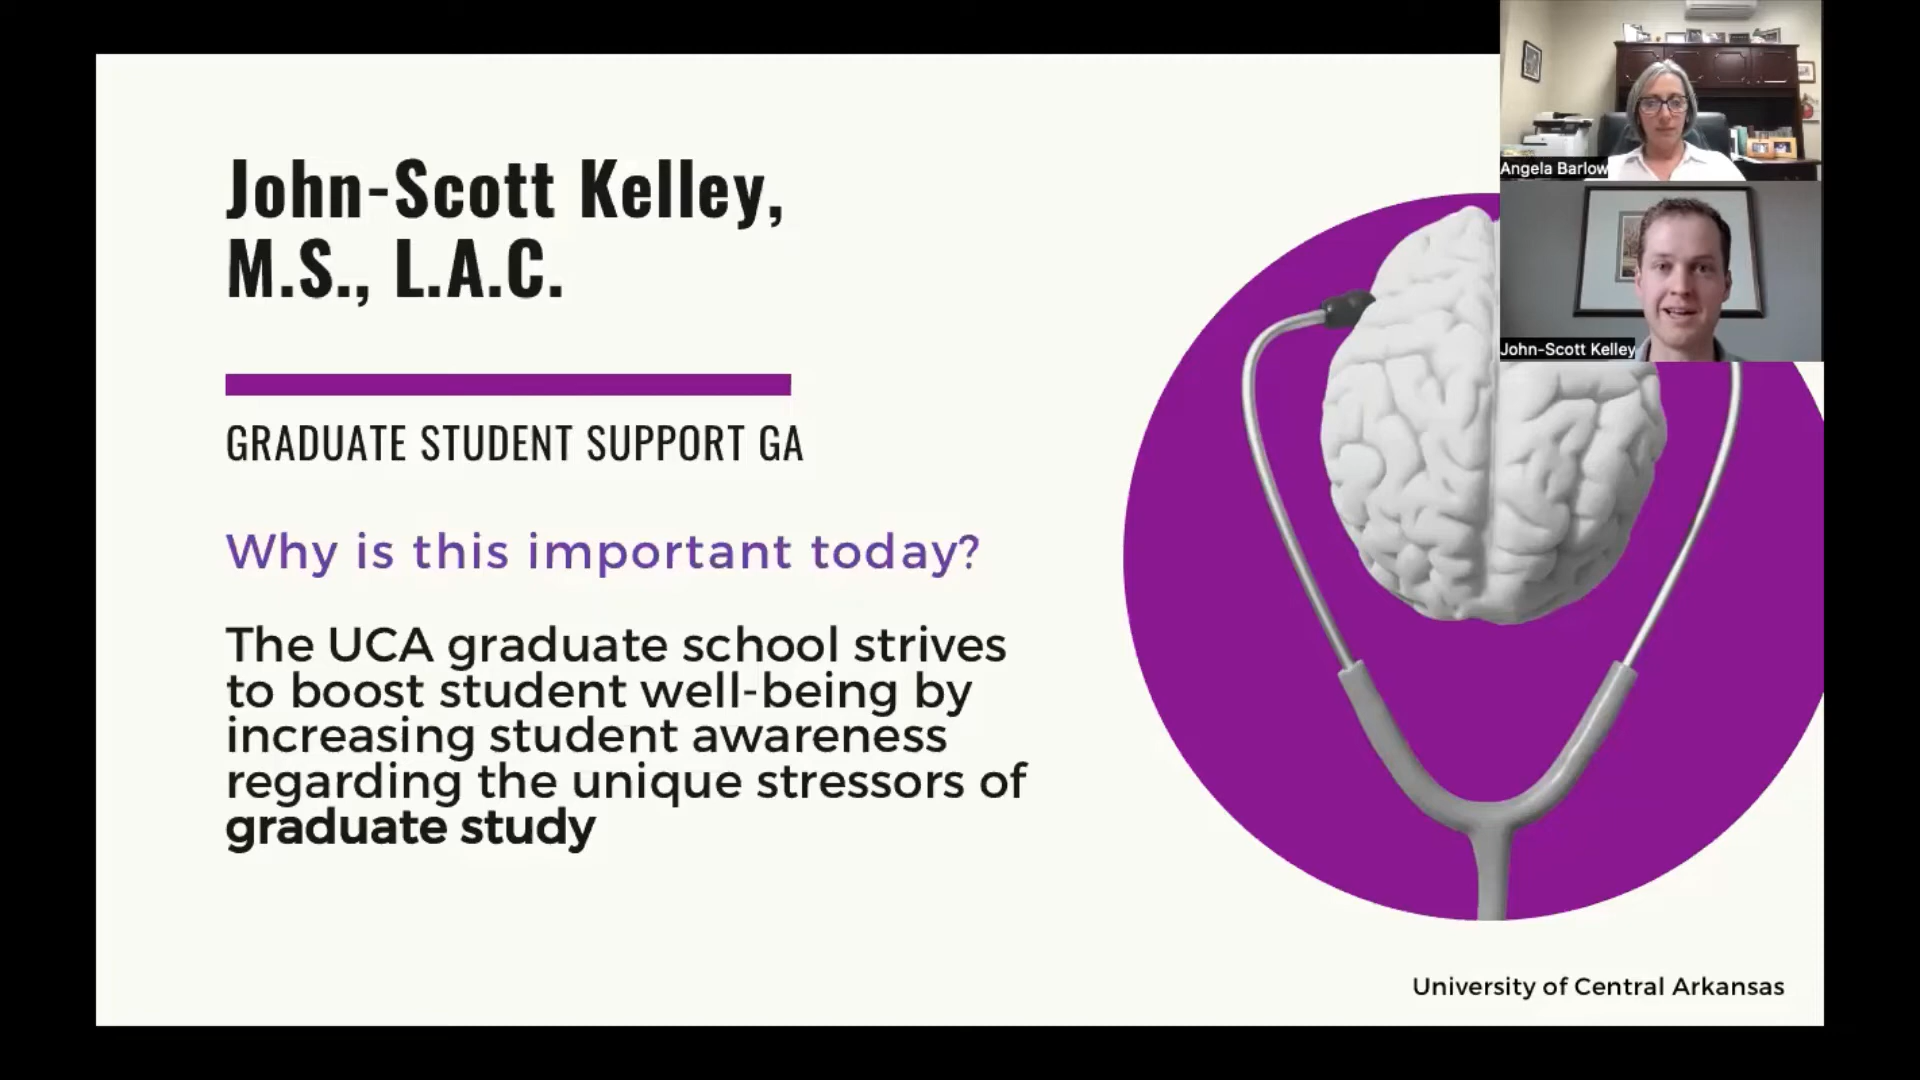 John-Scott Kelley,
M.S., L.A.C.
GRADUATE STUDENT SUPPORT GA
Why is this important today?
The UCA graduate school strives
to boost student well-being by
increasing student awareness
regarding the unique stressors of
graduate study
University of Central Arkansas
Angela Barlow
John-Scott Kelley